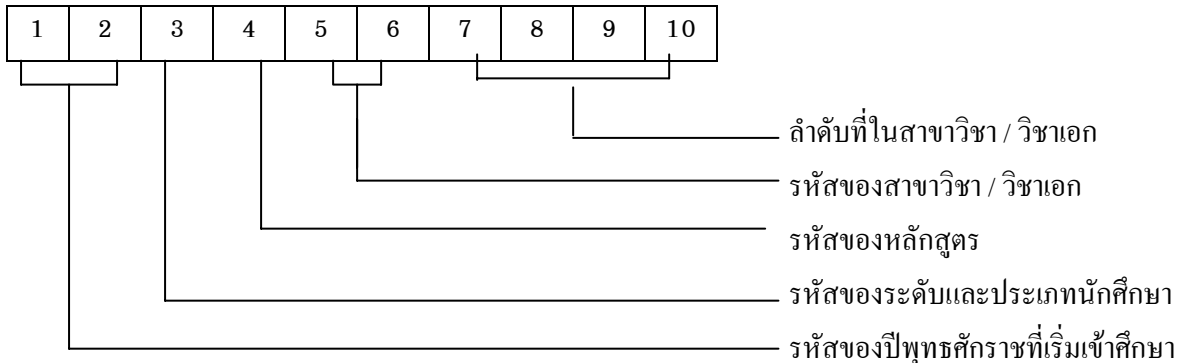 1 2 3 4 5 6 7 8 9 10
ลำดับที่ในสาขาวิชา / วิชาเอก
รหัสของสาขาวิชา / วิชาเอก
รหัสของหลักสูตร
รหัสของระดับและประเภทนักศึกษา
รหัสของปีพุทธศักราชที่เริ่มเข้าศึกษา